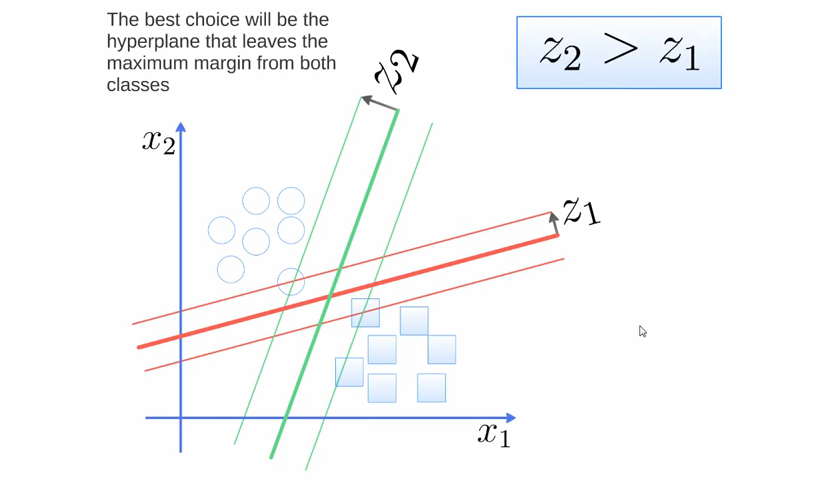 The best choice will be the
hyperplane that leaves the
maximum margin from both
classes
z₂ > z₁
z₂
x₂
z₁
x₁